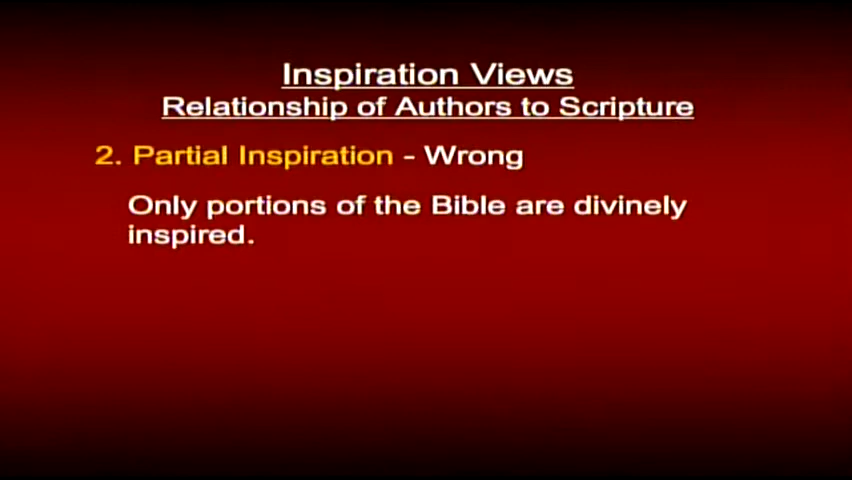 Inspiration Views
Relationship of Authors to Scripture
2. Partial Inspiration - Wrong
Only portions of the Bible are divinely
inspired.